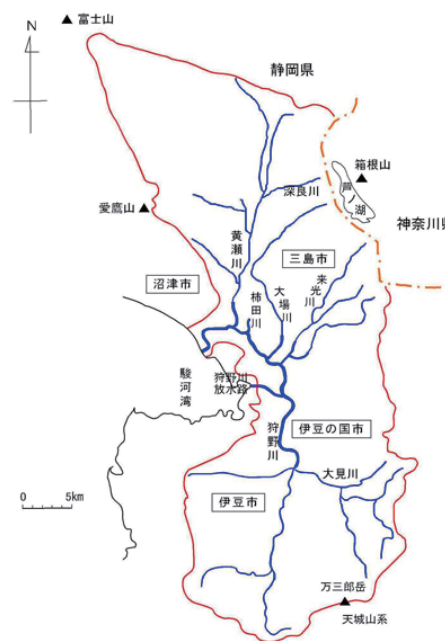 富士山
N
静岡県
箱根山
芦ノ湖
深良川
愛鷹山
神奈川県
黄瀬川
三島市
来光川
沼津市
柿田川
大場川
駿河湾
狩野川
放水路
狩野川
伊豆の国市
大見川
伊豆市
0
5km
万三郎岳
天城山系